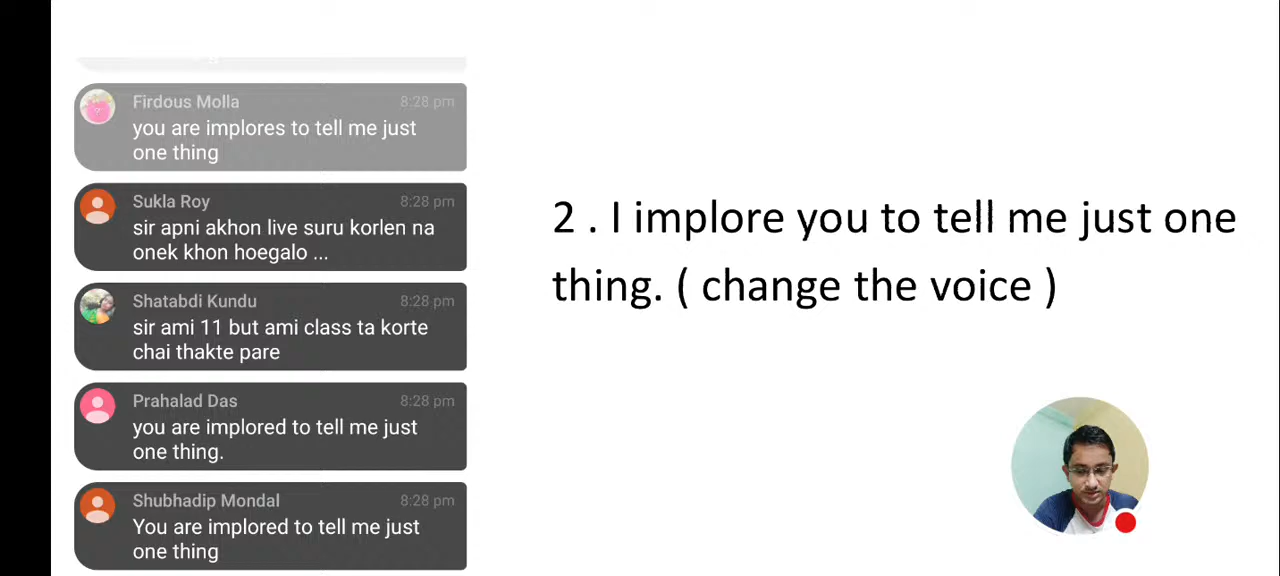 Firdous Molla 8:28 pm
you are implores to tell me just
one thing
Sukla Roy 8:28 pm
sir apni akhon live suru korlen na
onek khon hoegalo ...
Shatabdi Kundu 8:28 pm
sir ami 11 but ami class ta korte
chai thakte pare
Prahalad Das 8:28 pm
you are implored to tell me just
one thing.
Shubhadip Mondal 8:28 pm
You are implored to tell me just
one thing
2 . I implore you to tell me just one
thing. ( change the voice )